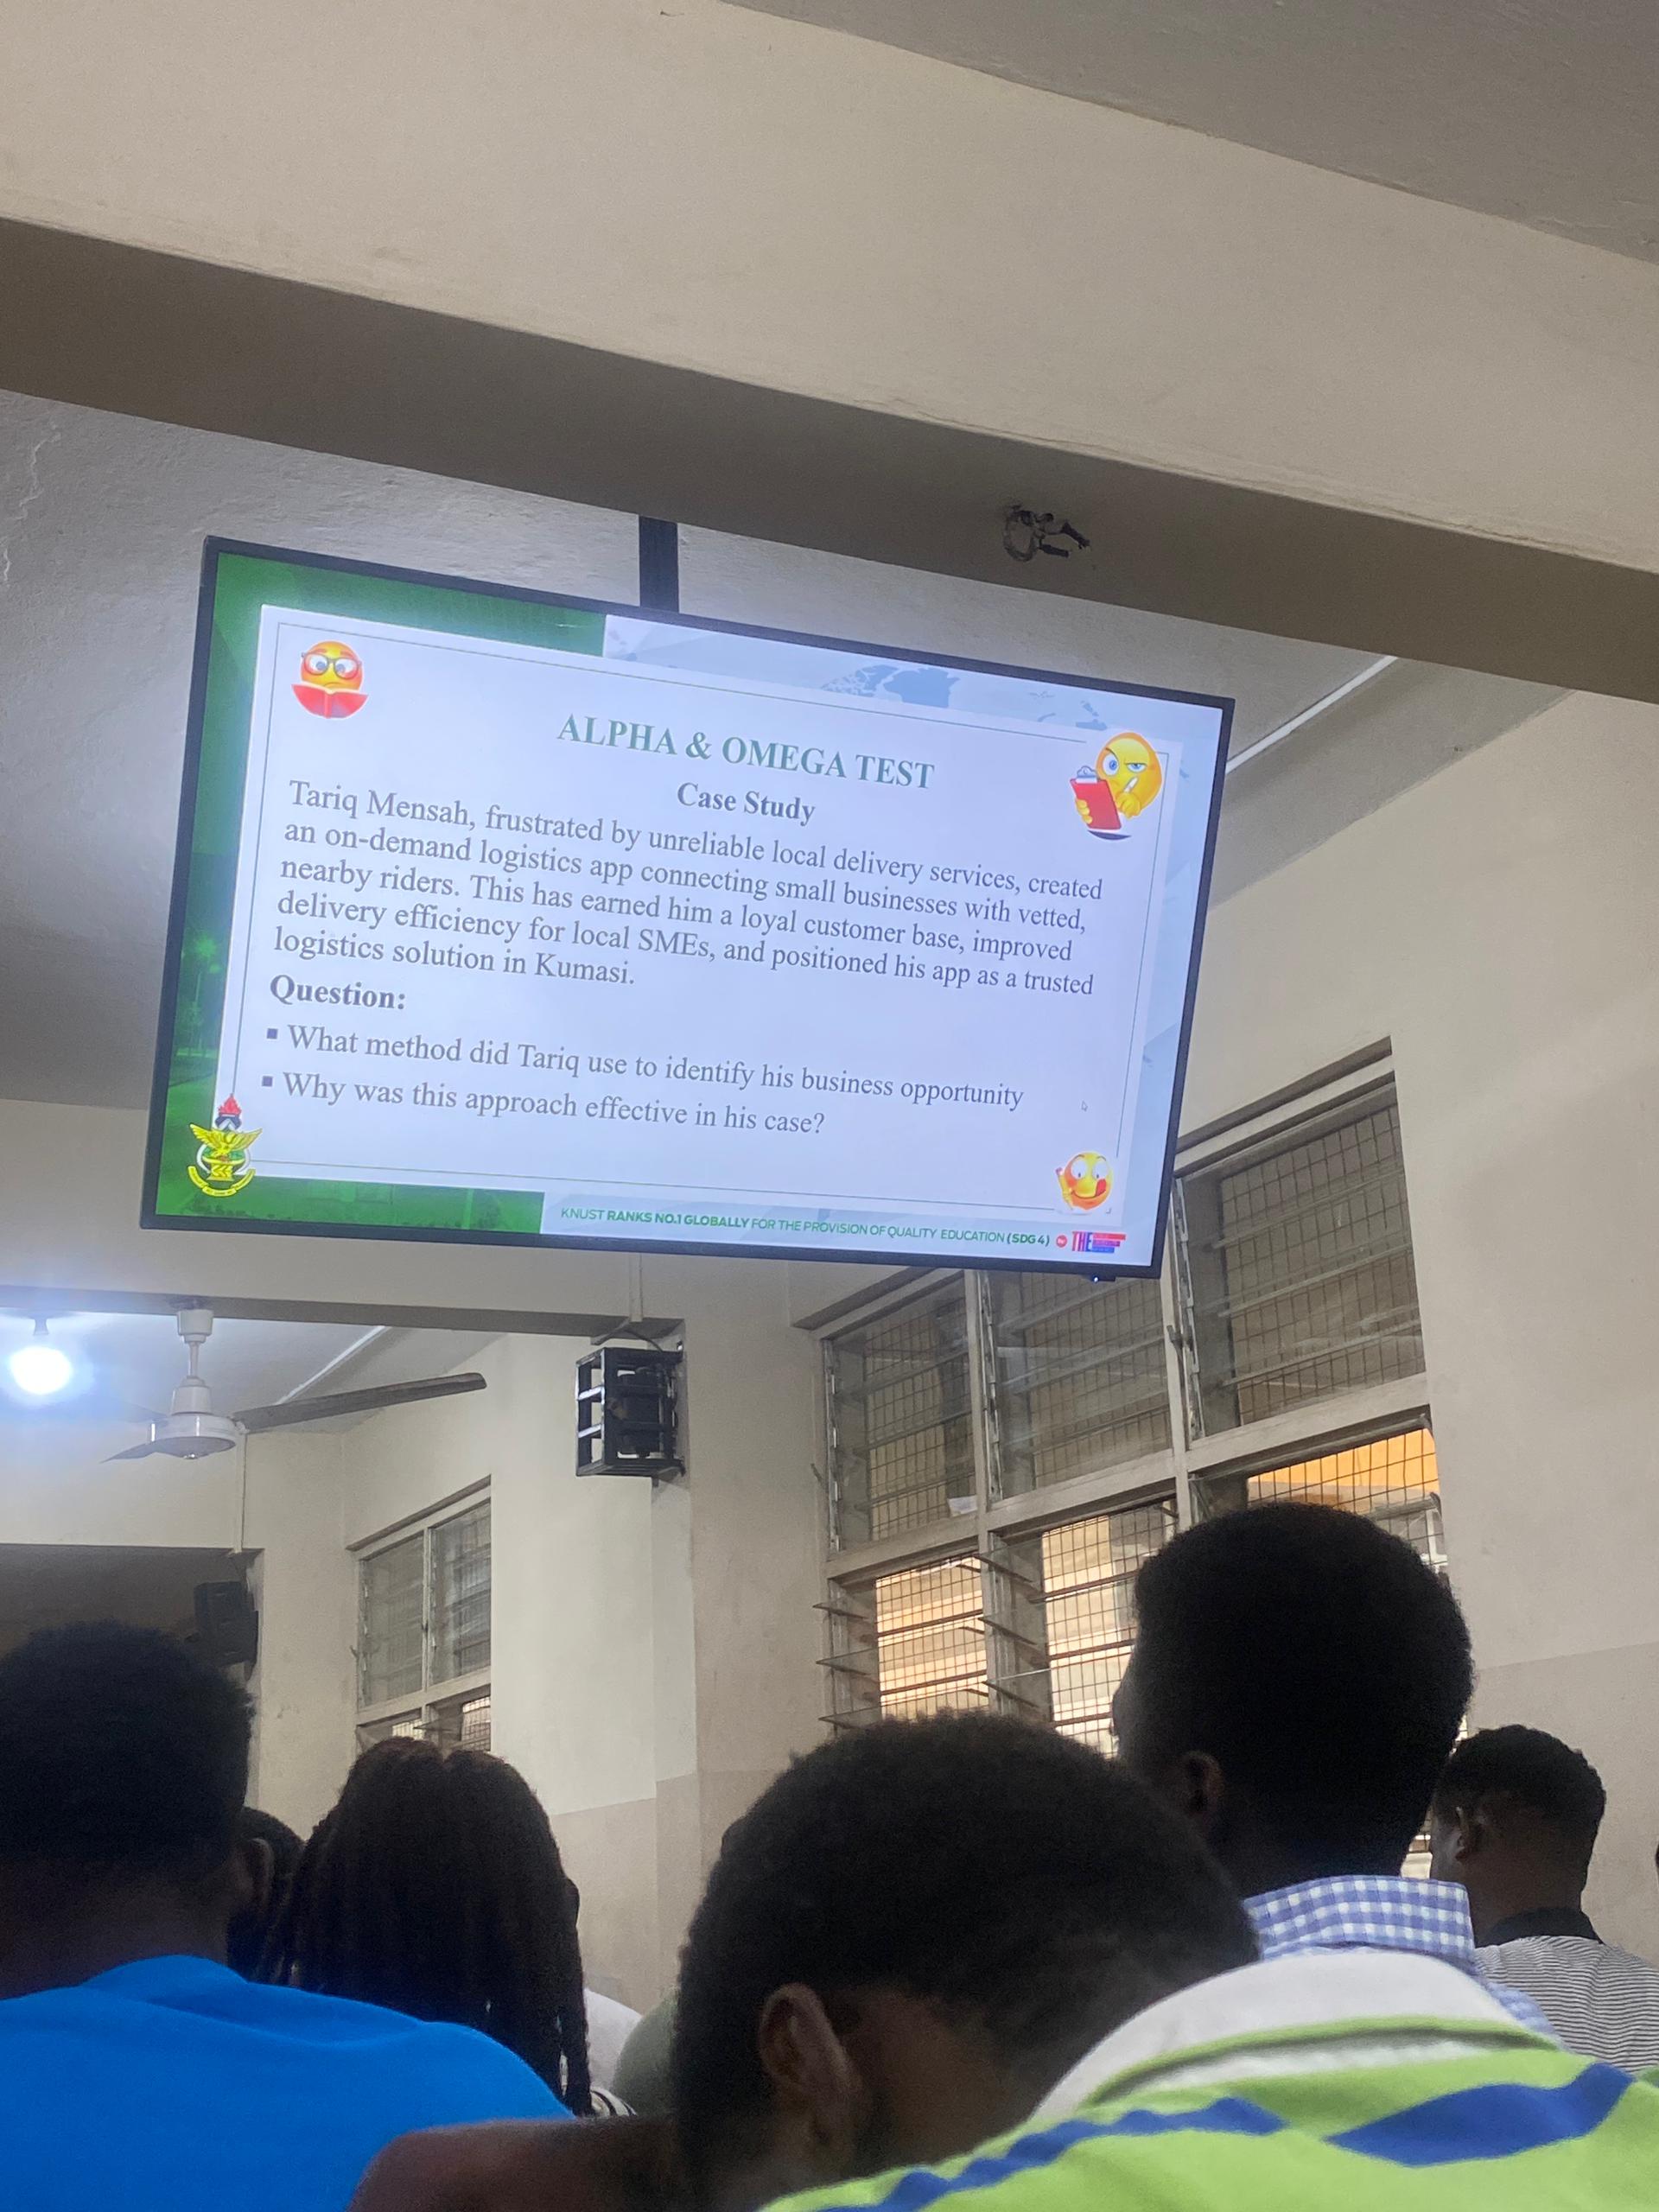 ALPHA & OMEGA TEST
Case Study
Tariq Mensah, frustrated by unreliable local delivery services, created
an on-demand logistics app connecting small businesses with vetted,
nearby riders. This has earned him a loyal customer base, improved
delivery efficiency for local SMEs, and positioned his app as a trusted
logistics solution in Kumasi.
Question:
▪ What method did Tariq use to identify his business opportunity
▪ Why was this approach effective in his case?
KNUST RANKS NO.1 GLOBALLY FOR THE PROVISION OF QUALITY EDUCATION (SDG 4)
THE